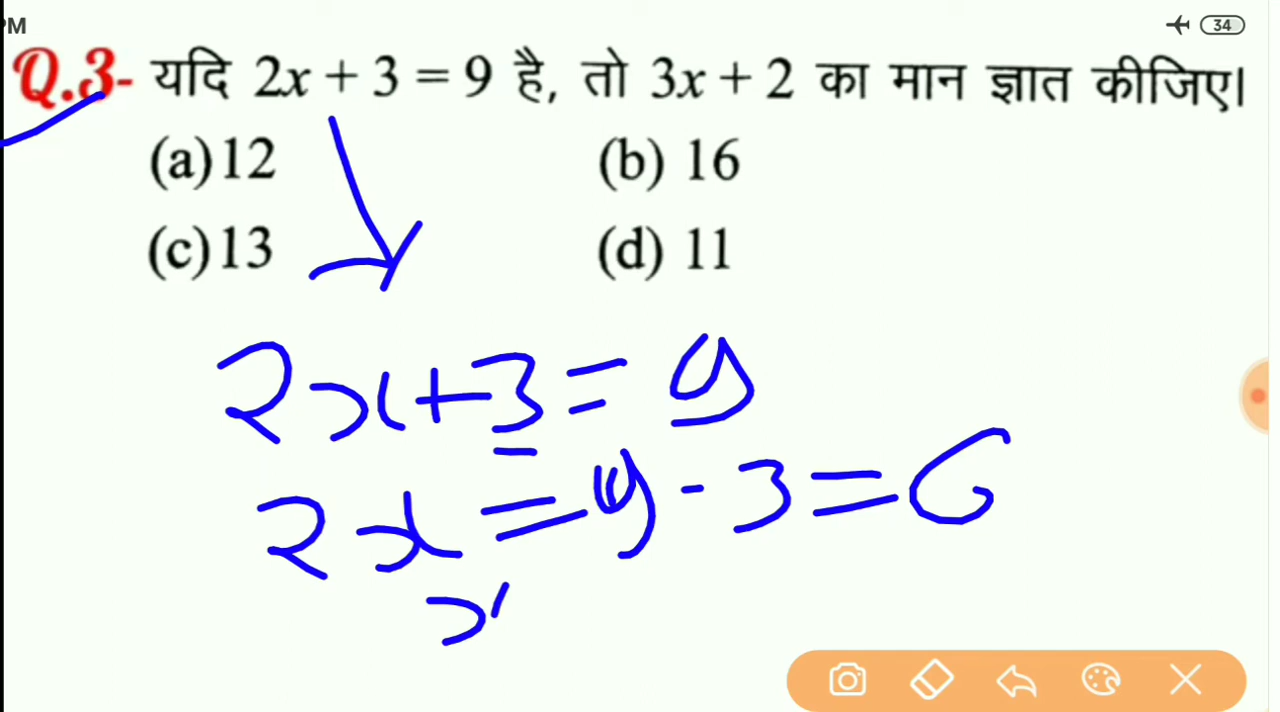 PM 34
Q.3- यदि 2x + 3 = 9 है, तो 3x + 2 का मान ज्ञात कीजिए।
(a) 12 (b) 16
(c) 13 (d) 11
2x+3=9
2x=9-3=6
x